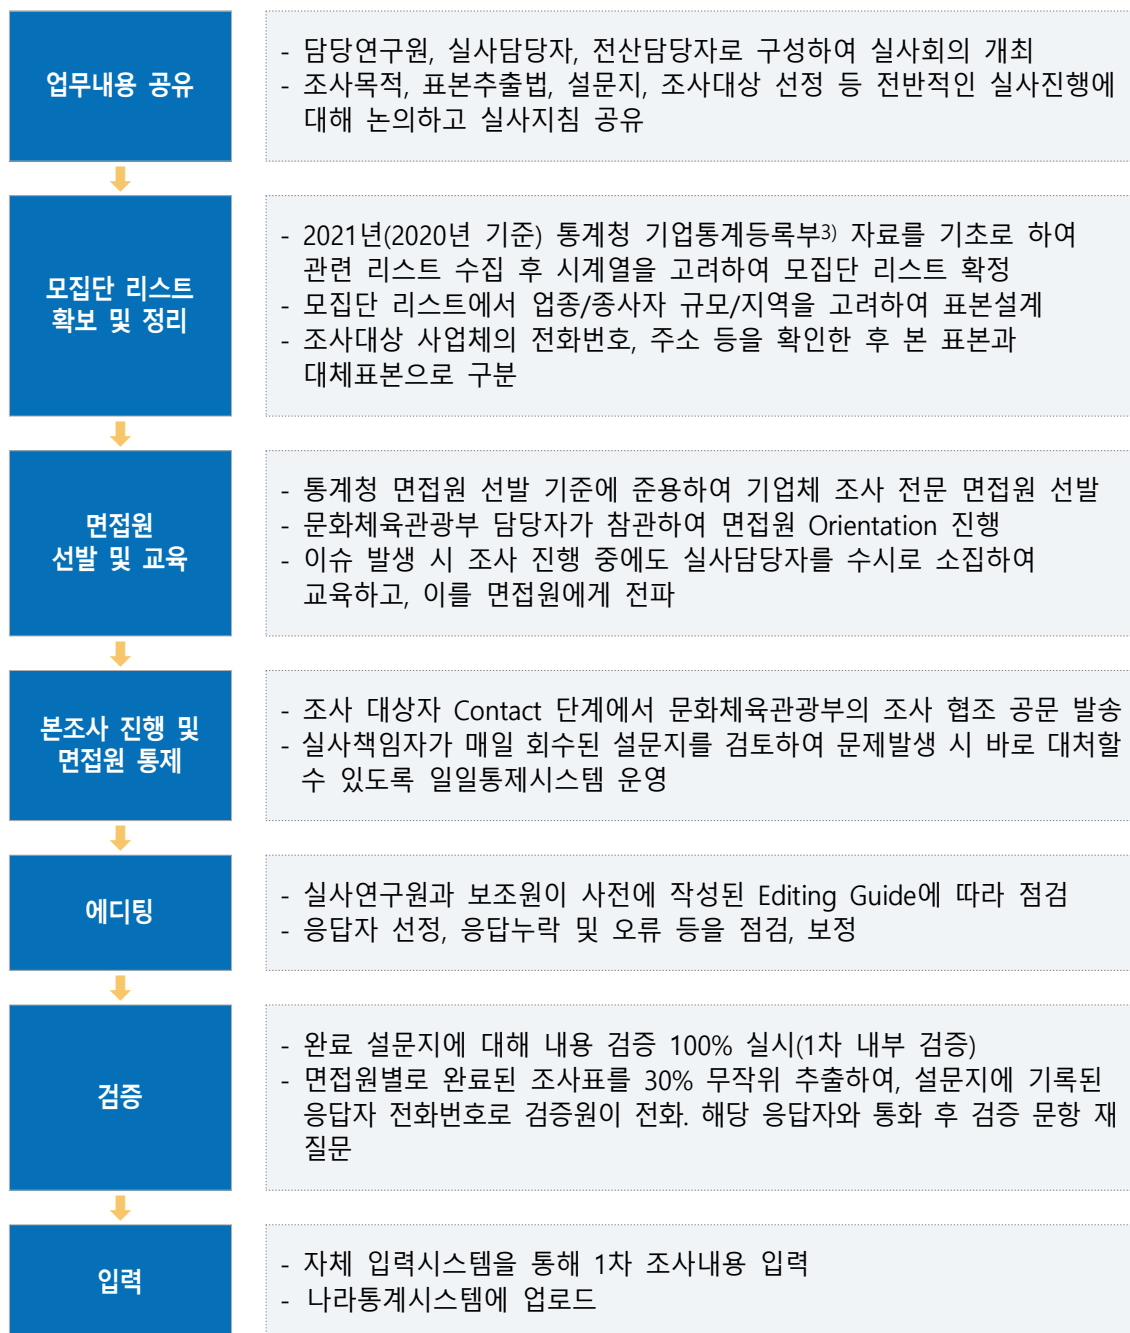 업무내용 공유
- 담당연구원, 실사담당자, 전산담당자로 구성하여 실사회의 개최
- 조사목적, 표본추출법, 설문지, 조사대상 선정 등 전반적인 실사진행에
대해 논의하고 실사지침 공유
모집단 리스트
확보 및 정리
- 2021년(2020년 기준) 통계청 기업통계등록부3) 자료를 기초로 하여
관련 리스트 수집 후 시계열을 고려하여 모집단 리스트 확정
- 모집단 리스트에서 업종/종사자 규모/지역을 고려하여 표본설계
- 조사대상 사업체의 전화번호, 주소 등을 확인한 후 본 표본과
대체표본으로 구분
면접원
선발 및 교육
- 통계청 면접원 선발 기준에 준용하여 기업체 조사 전문 면접원 선발
- 문화체육관광부 담당자가 참관하여 면접원 Orientation 진행
- 이슈 발생 시 조사 진행 중에도 실사담당자를 수시로 소집하여
교육하고, 이를 면접원에게 전파
본조사 진행 및
면접원 통제
- 조사 대상자 Contact 단계에서 문화체육관광부의 조사 협조 공문 발송
- 실사책임자가 매일 회수된 설문지를 검토하여 문제발생 시 바로 대처할
수 있도록 일일통제시스템 운영
에디팅
- 실사연구원과 보조원이 사전에 작성된 Editing Guide에 따라 점검
- 응답자 선정, 응답누락 및 오류 등을 점검, 보정
검증
- 완료 설문지에 대해 내용 검증 100% 실시(1차 내부 검증)
- 면접원별로 완료된 조사표를 30% 무작위 추출하여, 설문지에 기록된
응답자 전화번호로 검증원이 전화. 해당 응답자와 통화 후 검증 문항 재
질문
입력
- 자체 입력시스템을 통해 1차 조사내용 입력
- 나라통계시스템에 업로드